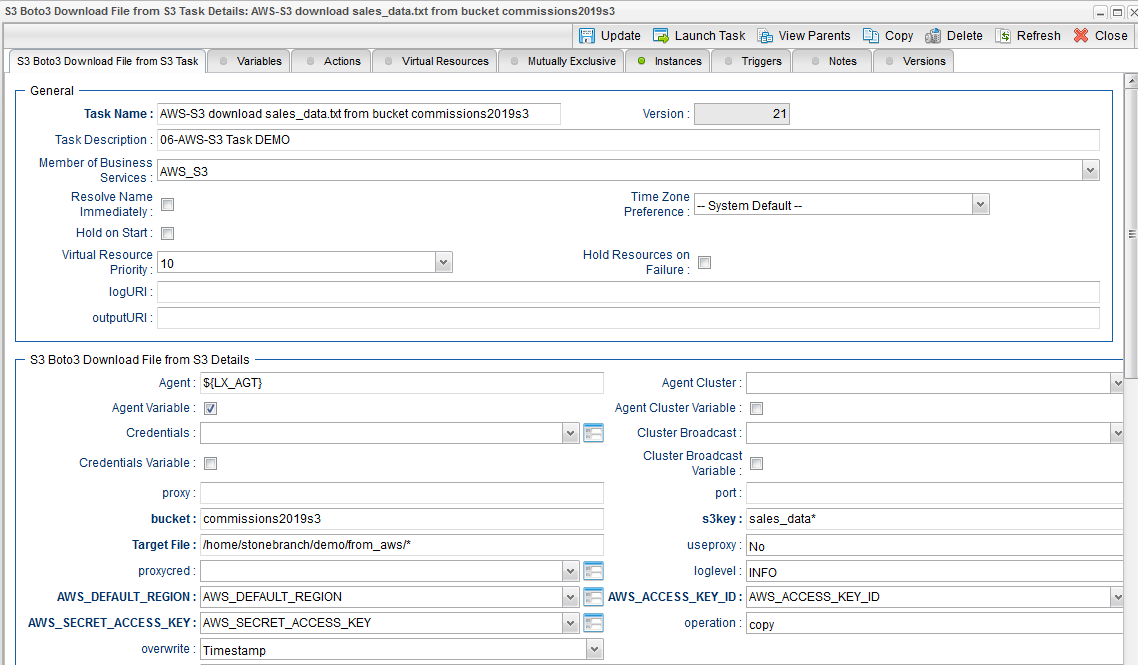 S3 Boto3 Download File from S3 Task Details: AWS-S3 download sales_data.txt from bucket commissions2019s3
Update Launch Task View Parents Copy Delete Refresh Close
S3 Boto3 Download File from S3 Task Variables Actions Virtual Resources Mutually Exclusive Instances Triggers Notes Versions
General
Task Name : AWS-S3 download sales_data.txt from bucket commissions2019s3 Version : 21
Task Description : 06-AWS-S3 Task DEMO
Member of Business
Services : AWS_S3
Resolve Name
Immediately :
Time Zone
Preference : -- System Default --
Hold on Start :
Virtual Resource
Priority : 10
Hold Resources on
Failure :
logURI :
outputURI :
S3 Boto3 Download File from S3 Details
Agent : ${LX_AGT} Agent Cluster :
Agent Variable : Agent Cluster Variable :
Credentials : Cluster Broadcast :
Credentials Variable : Cluster Broadcast
Variable :
proxy : port :
bucket : commissions2019s3 s3key : sales_data*
Target File : /home/stonebranch/demo/from_aws/* useproxy : No
proxycred : loglevel : INFO
AWS_DEFAULT_REGION : AWS_DEFAULT_REGION AWS_ACCESS_KEY_ID : AWS_ACCESS_KEY_ID
AWS_SECRET_ACCESS_KEY : AWS_SECRET_ACCESS_KEY operation : copy
overwrite : Timestamp